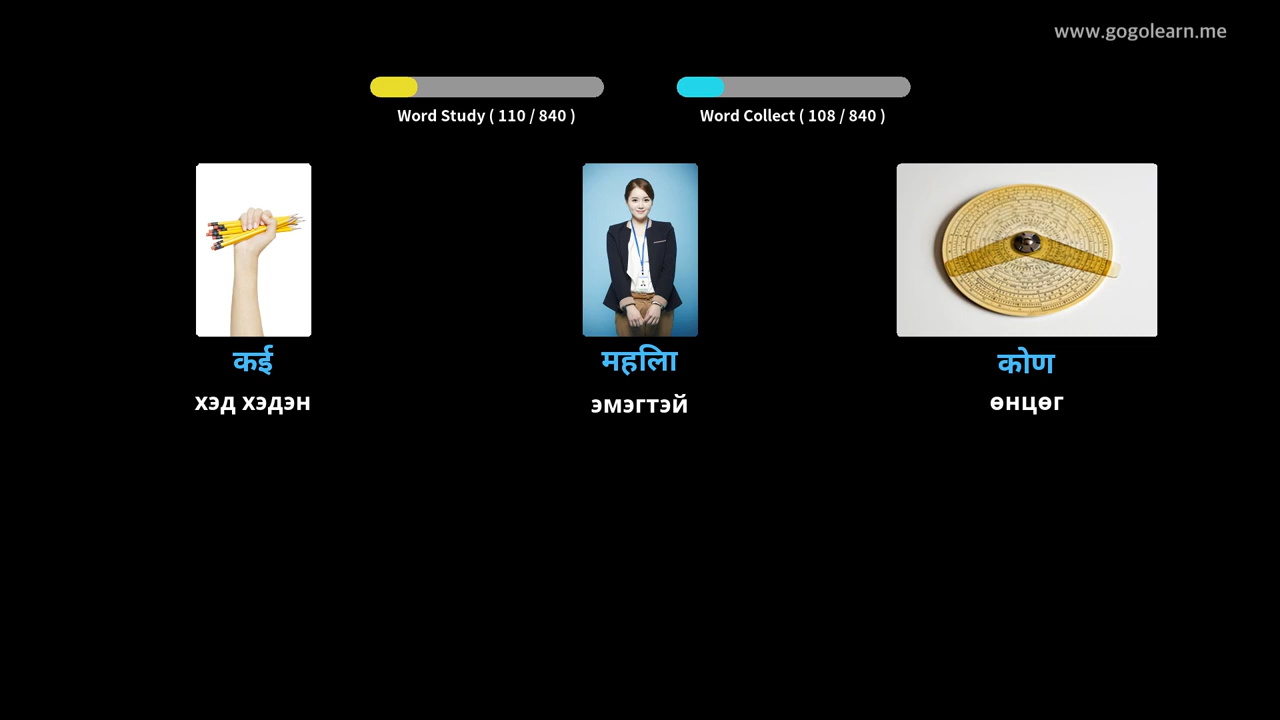 www.gogolearn.me
Word Study ( 110 / 840 )
Word Collect ( 108 / 840 )
कई
महिला
कोण
хэд хэдэн
эмэгтэй
өнцөг